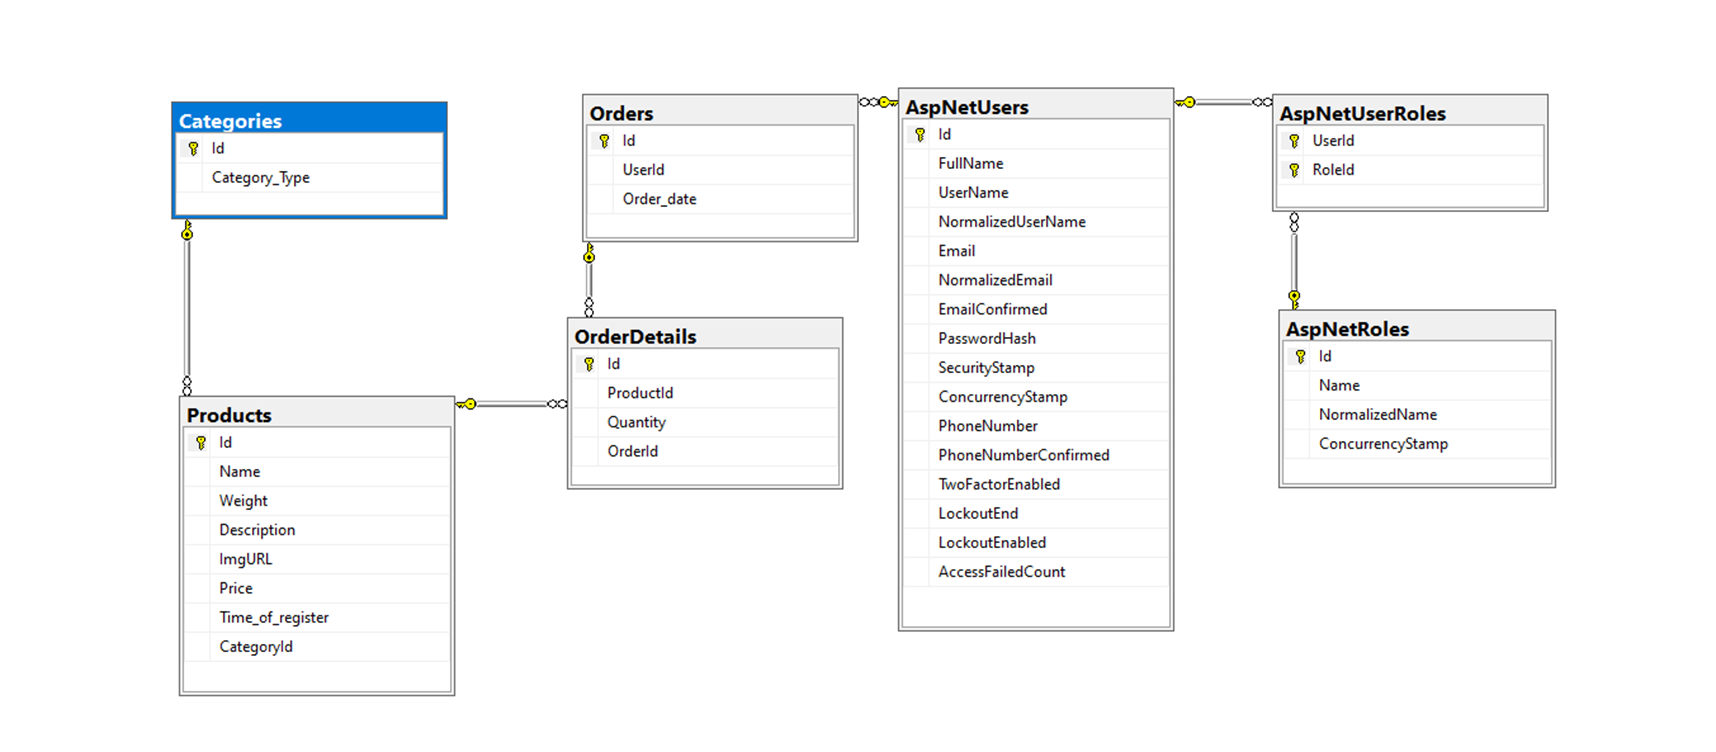 Categories
Id
Category_Type
Products
Id
Name
Weight
Description
ImgURL
Price
Time_of_register
CategoryId
Orders
Id
UserId
Order_date
OrderDetails
Id
ProductId
Quantity
OrderId
AspNetUsers
Id
FullName
UserName
NormalizedUserName
Email
NormalizedEmail
EmailConfirmed
PasswordHash
SecurityStamp
ConcurrencyStamp
PhoneNumber
PhoneNumberConfirmed
TwoFactorEnabled
LockoutEnd
LockoutEnabled
AccessFailedCount
AspNetUserRoles
UserId
RoleId
AspNetRoles
Id
Name
NormalizedName
ConcurrencyStamp